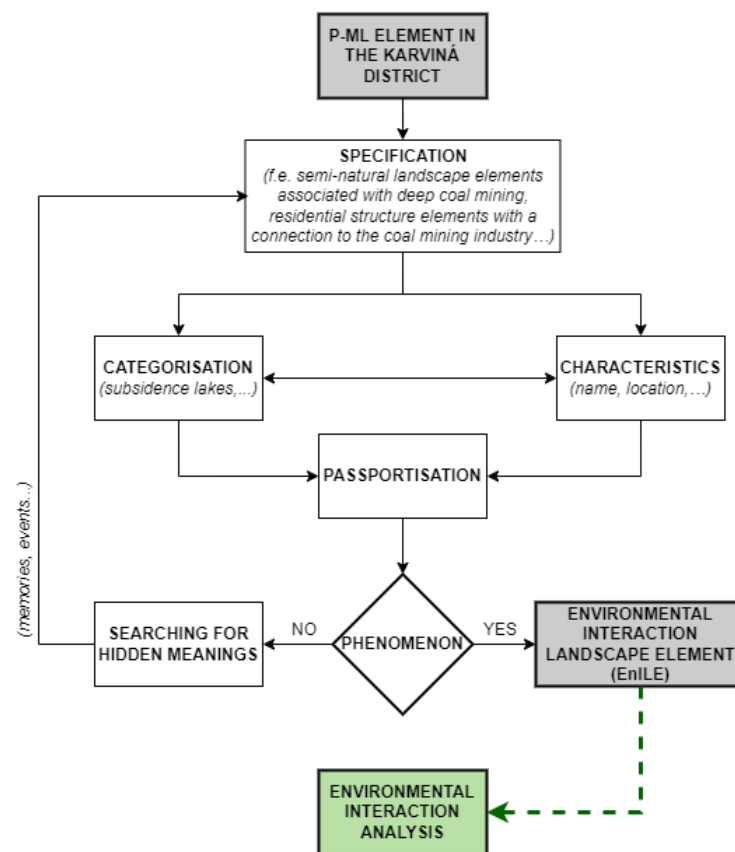 P-ML ELEMENT IN
THE KARVINÁ
DISTRICT
SPECIFICATION
(f.e. semi-natural landscape elements
associated with deep coal mining,
residential structure elements with a
connection to the coal mining industry…)
CATEGORISATION
(subsidence lakes,...)
CHARACTERISTICS
(name, location,…)
PASSPORTISATION
(memories, events...)
SEARCHING FOR
HIDDEN MEANINGS
NO
PHENOMENON
YES
ENVIRONMENTAL
INTERACTION
LANDSCAPE ELEMENT
(EnILE)
ENVIRONMENTAL
INTERACTION
ANALYSIS